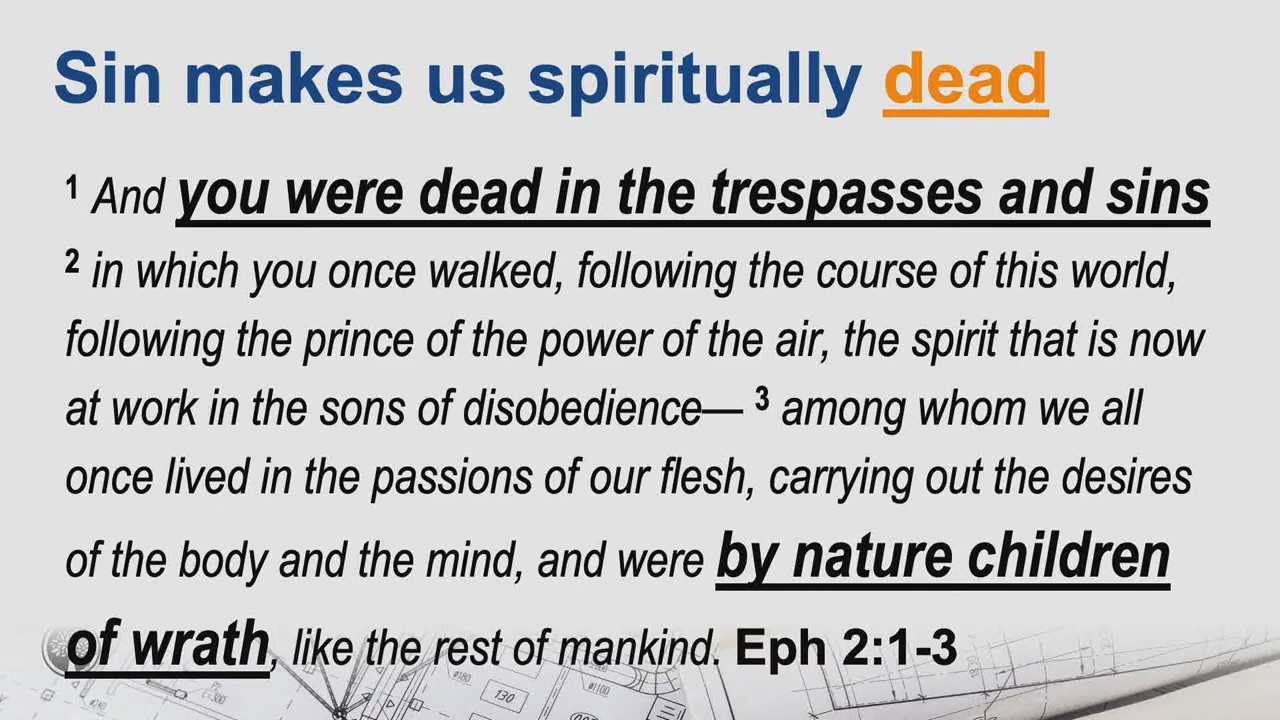 Sin makes us spiritually dead
1 And you were dead in the trespasses and sins
2 in which you once walked, following the course of this world,
following the prince of the power of the air, the spirit that is now
at work in the sons of disobedience— 3 among whom we all
once lived in the passions of our flesh, carrying out the desires
of the body and the mind, and were by nature children
of wrath, like the rest of mankind. Eph 2:1-3
130